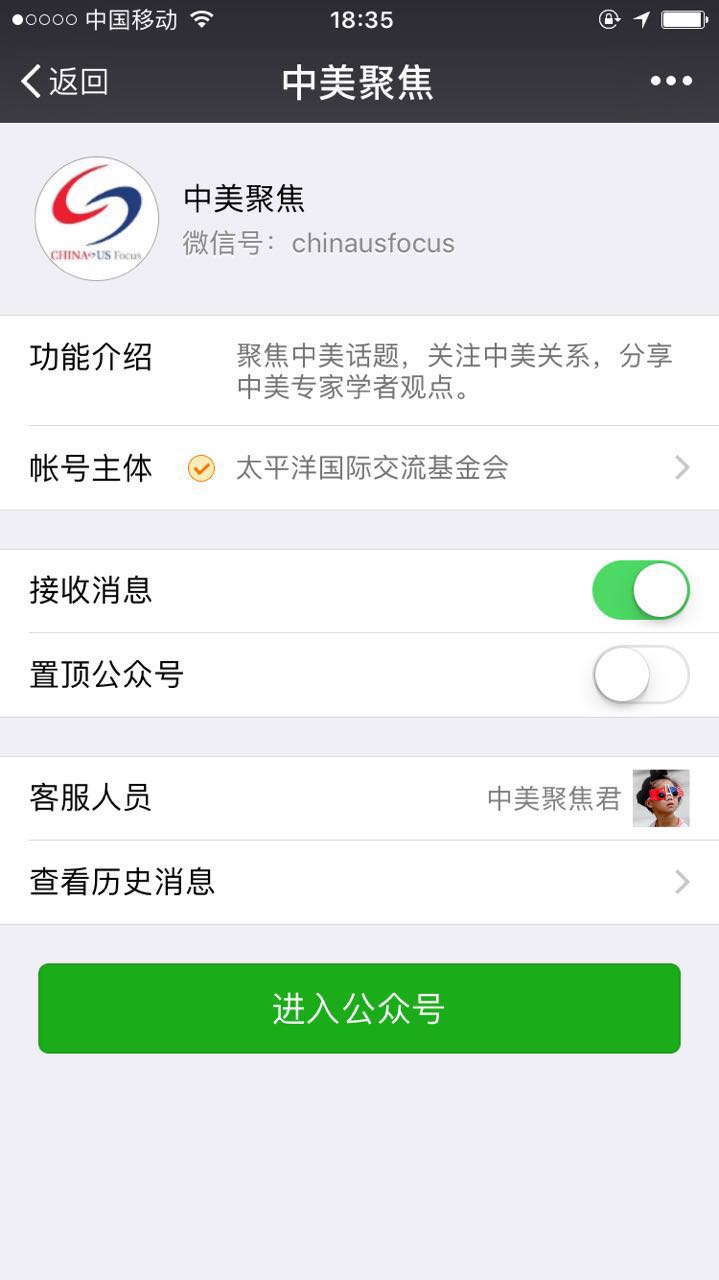 中国移动 18:35
返回 中美聚焦
中美聚焦
微信号：chinausfocus
CHINA US Focus
功能介绍 聚焦中美话题，关注中美关系，分享
中美专家学者观点。
帐号主体 太平洋国际交流基金会
接收消息
置顶公众号
客服人员 中美聚焦君
查看历史消息
进入公众号